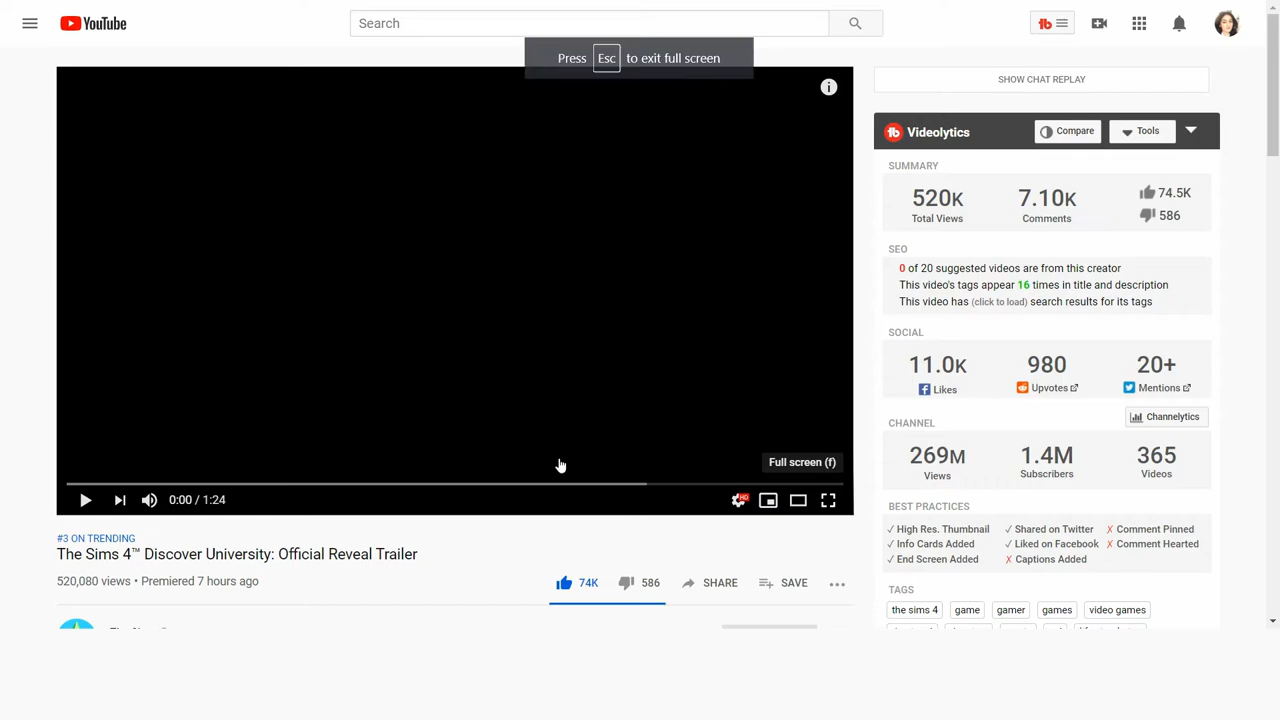 YouTube
Search
Press Esc to exit full screen
SHOW CHAT REPLAY
Videolytics
Compare
Tools
SUMMARY
520K
Total Views
7.10K
Comments
74.5K
586
SEO
0 of 20 suggested videos are from this creator
This video's tags appear 16 times in title and description
This video has (click to load) search results for its tags
SOCIAL
11.0K
Likes
980
Upvotes
20+
Mentions
CHANNEL
Channelytics
269M
Views
1.4M
Subscribers
365
Videos
BEST PRACTICES
✓ High Res. Thumbnail ✓ Shared on Twitter ✗ Comment Pinned
✓ Info Cards Added ✓ Liked on Facebook ✗ Comment Hearted
✓ End Screen Added ✗ Captions Added
TAGS
the sims 4 game gamer games video games
Full screen (f)
0:00 / 1:24
HD
#3 ON TRENDING
The Sims 4™ Discover University: Official Reveal Trailer
520,080 views • Premiered 7 hours ago
74K 586 SHARE SAVE